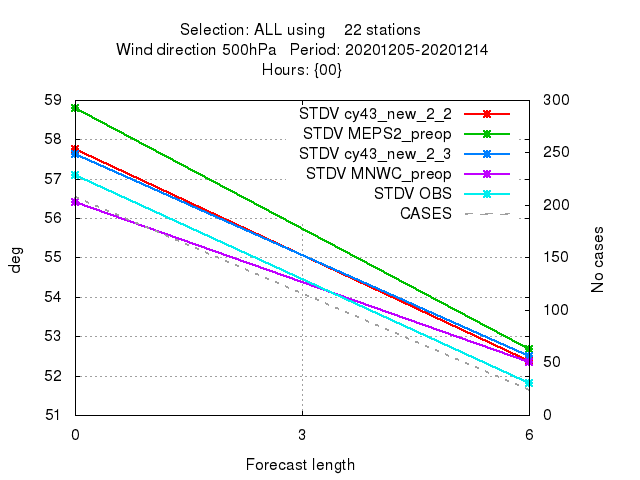 Selection: ALL using 22 stations
Wind direction 500hPa Period: 20201205-20201214
Hours: {00}
STDV cy43_new_2_2
STDV MEPS2_preop
STDV cy43_new_2_3
STDV MNWC_preop
STDV OBS
CASES
59
58
57
56
55
54
53
52
51
deg
300
250
200
150
100
50
0
No cases
0 3 6
Forecast length